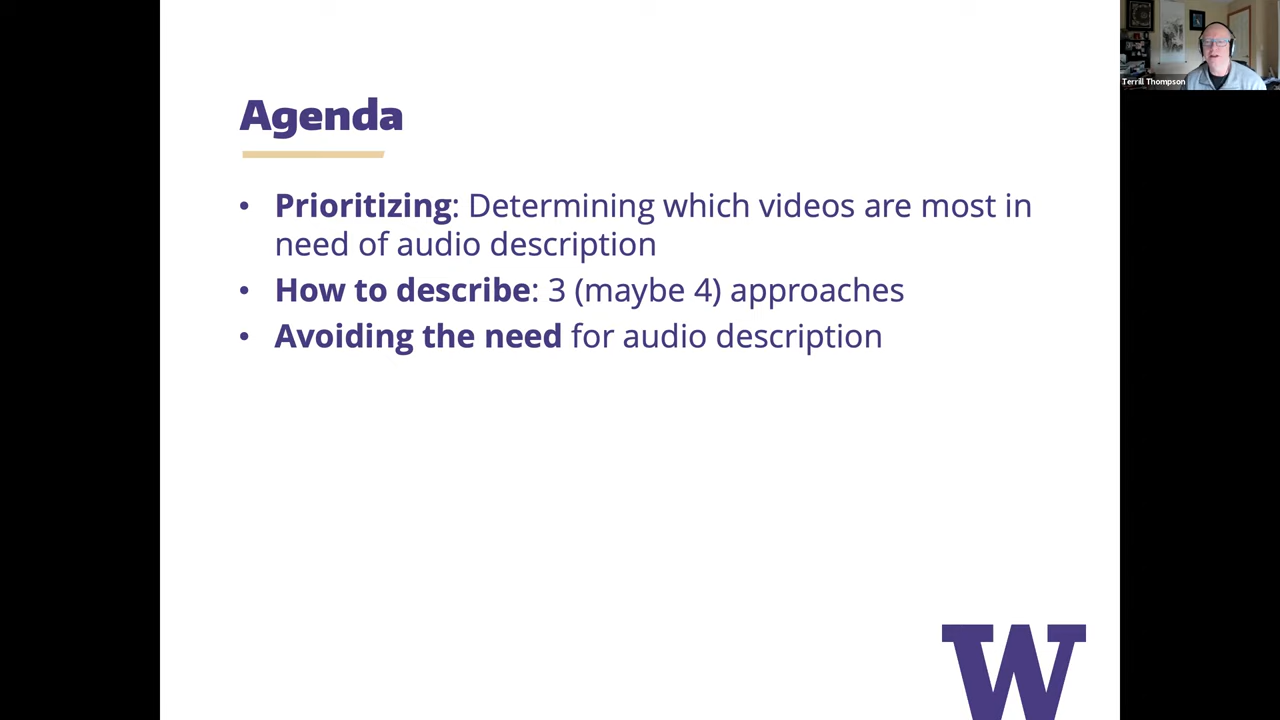 Agenda
• Prioritizing: Determining which videos are most in
need of audio description
• How to describe: 3 (maybe 4) approaches
• Avoiding the need for audio description
W
Terrill Thompson